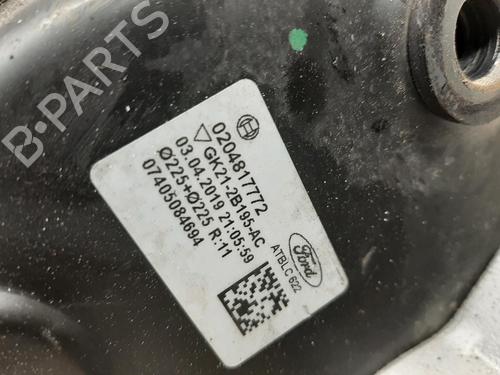 B-PARTS
0204817772
GK21-2B195-AC
03.04.2019 21:05:59
Ø225+Ø225 R:11
07405084694
Ford
ATBLC 622